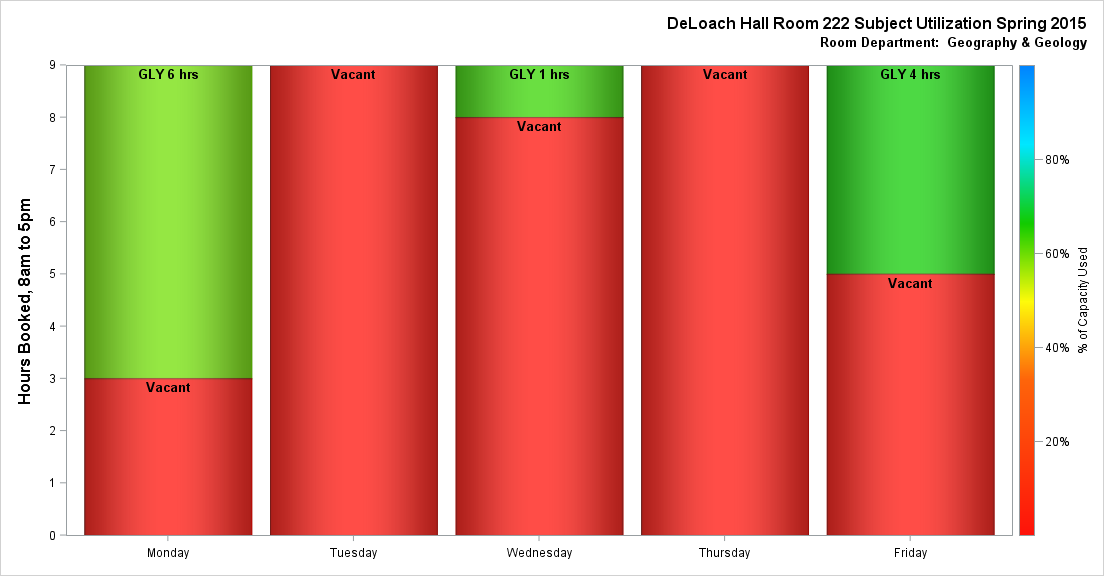 DeLoach Hall Room 222 Subject Utilization Spring 2015
Room Department: Geography & Geology
Hours Booked, 8am to 5pm
9
8
7
6
5
4
3
2
1
0
GLY 6 hrs
Vacant
Vacant
GLY 1 hrs
Vacant
Vacant
GLY 4 hrs
Vacant
Monday
Tuesday
Wednesday
Thursday
Friday
80%
60%
40%
20%
% of Capacity Used